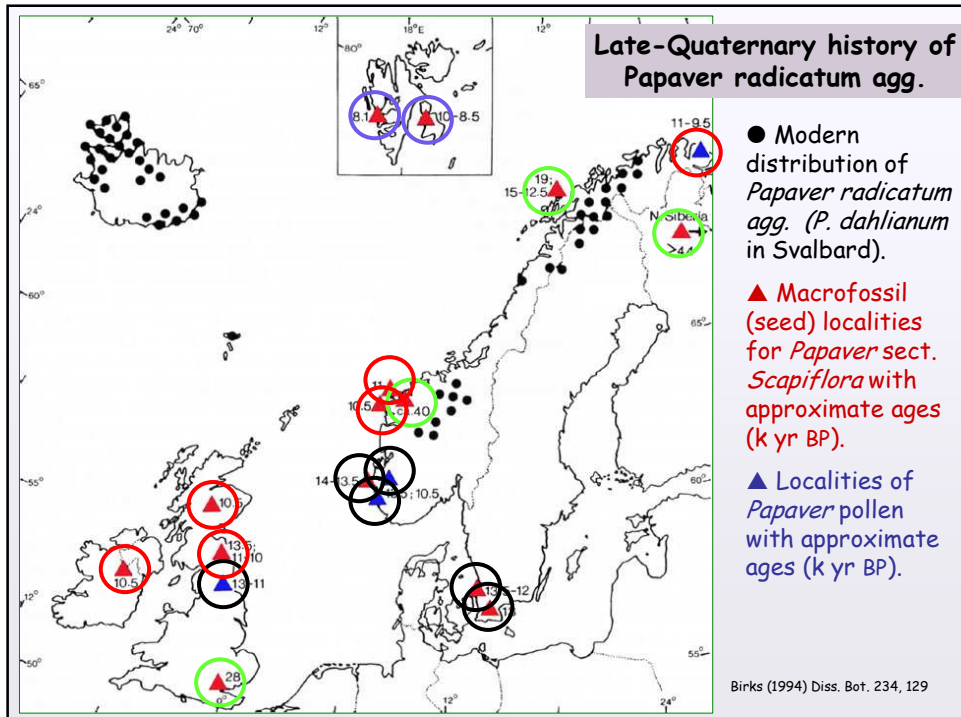 24° 70°
80°
18°E
12°
Late-Quaternary history of
Papaver radicatum agg.
65°
8.1
10-8.5
11-9.5
● Modern
distribution of
Papaver radicatum
agg. (P. dahlianum
in Svalbard).
19;
15-12.5
24°
N. Siberia
60°
65°
▲ Macrofossil
(seed) localities
for Papaver sect.
Scapiflora with
approximate ages
(k yr BP).
11
10.5
ca.40
55°
14-13.5
; 10.5
60°
▲ Localities of
Papaver pollen
with approximate
ages (k yr BP).
10.5
13.5;
11-10
10.5
13-11
12°
13.5-12
55°
50°
28
0°
12°
24°
Birks (1994) Diss. Bot. 234, 129